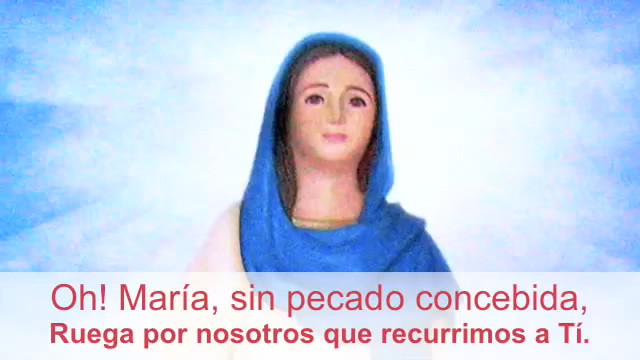 Oh! María, sin pecado concebida,
Ruega por nosotros que recurrimos a Tí.